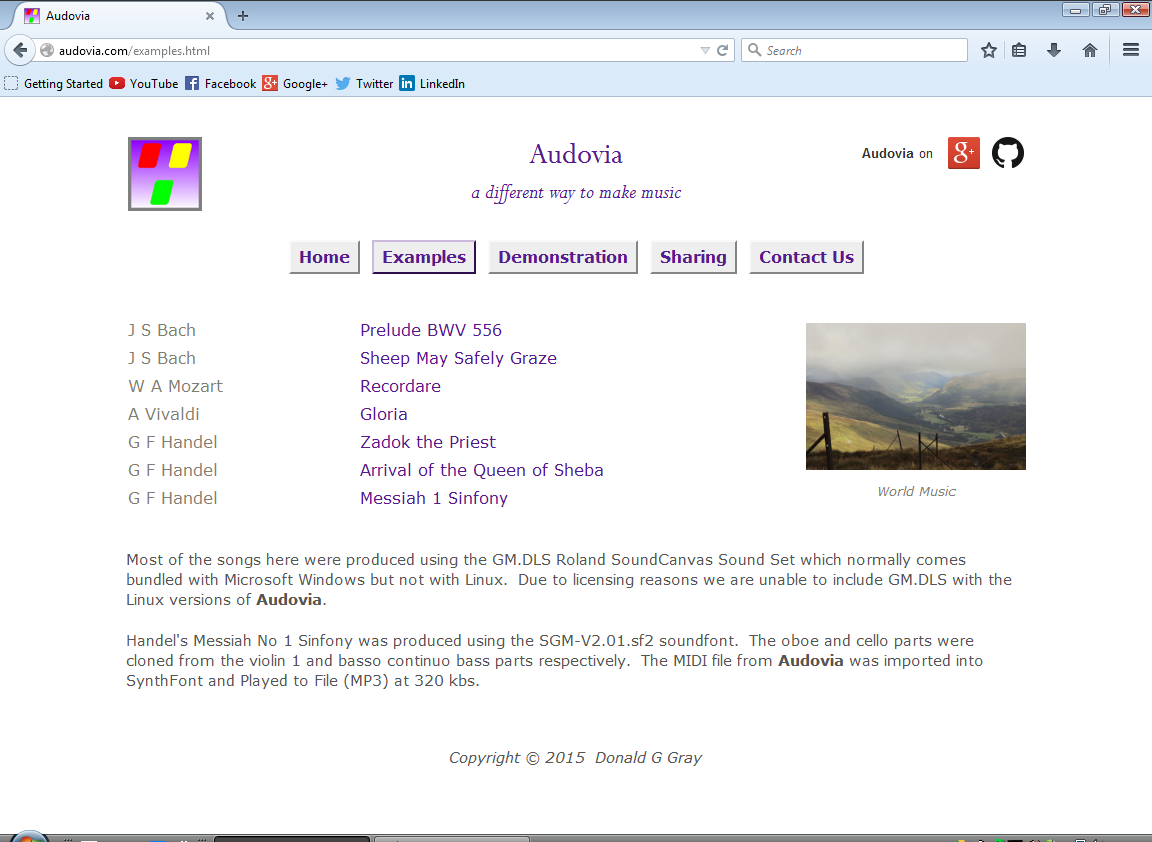 Audovia
audovia.com/examples.html
Search
Getting Started YouTube Facebook Google+ Twitter LinkedIn
Audovia
a different way to make music
Audovia on
Home Examples Demonstration Sharing Contact Us
J S Bach Prelude BWV 556
J S Bach Sheep May Safely Graze
W A Mozart Recordare
A Vivaldi Gloria
G F Handel Zadok the Priest
G F Handel Arrival of the Queen of Sheba
G F Handel Messiah 1 Sinfony
World Music
Most of the songs here were produced using the GM.DLS Roland SoundCanvas Sound Set which normally comes
bundled with Microsoft Windows but not with Linux.  Due to licensing reasons we are unable to include GM.DLS with the
Linux versions of Audovia.
Handel's Messiah No 1 Sinfony was produced using the SGM-V2.01.sf2 soundfont.  The oboe and cello parts were
cloned from the violin 1 and basso continuo bass parts respectively.  The MIDI file from Audovia was imported into
SynthFont and Played to File (MP3) at 320 kbs.
Copyright © 2015  Donald G Gray